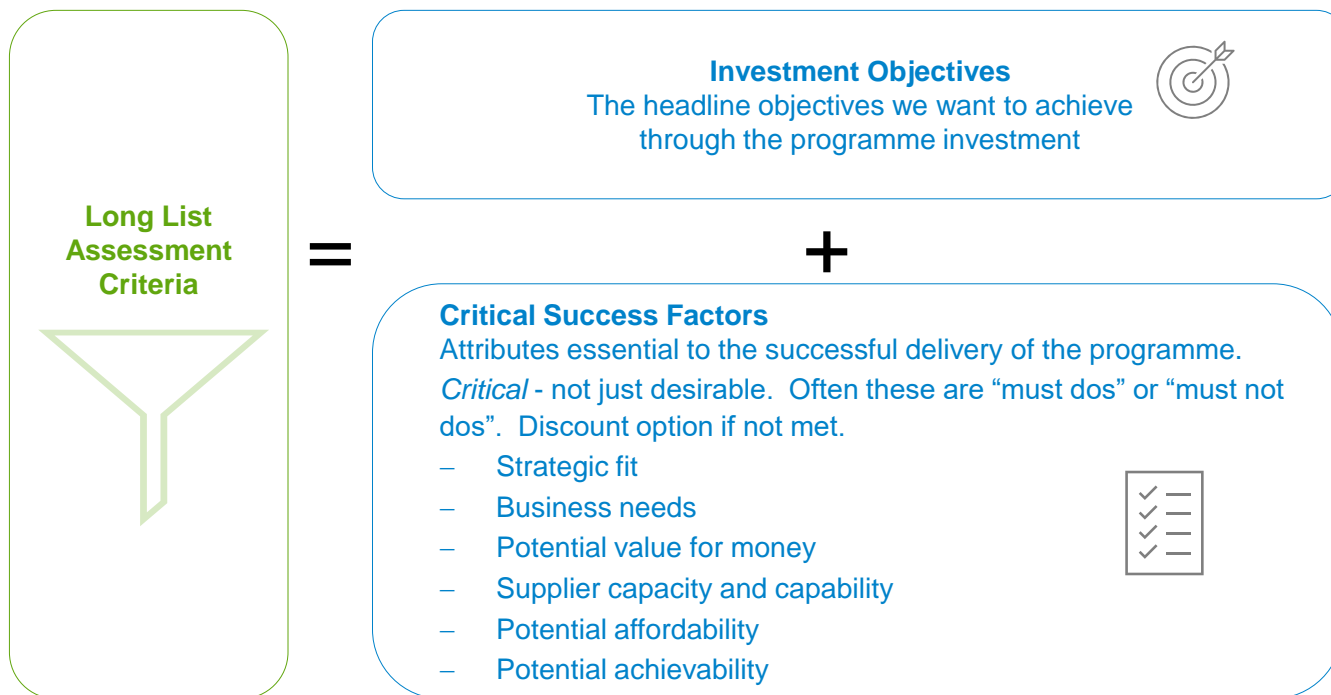 Long List
Assessment
Criteria
=
Investment Objectives
The headline objectives we want to achieve
through the programme investment
+
Critical Success Factors
Attributes essential to the successful delivery of the programme.
Critical - not just desirable.  Often these are “must dos” or “must not
dos”.  Discount option if not met.
– Strategic fit
– Business needs
– Potential value for money
– Supplier capacity and capability
– Potential affordability
– Potential achievability